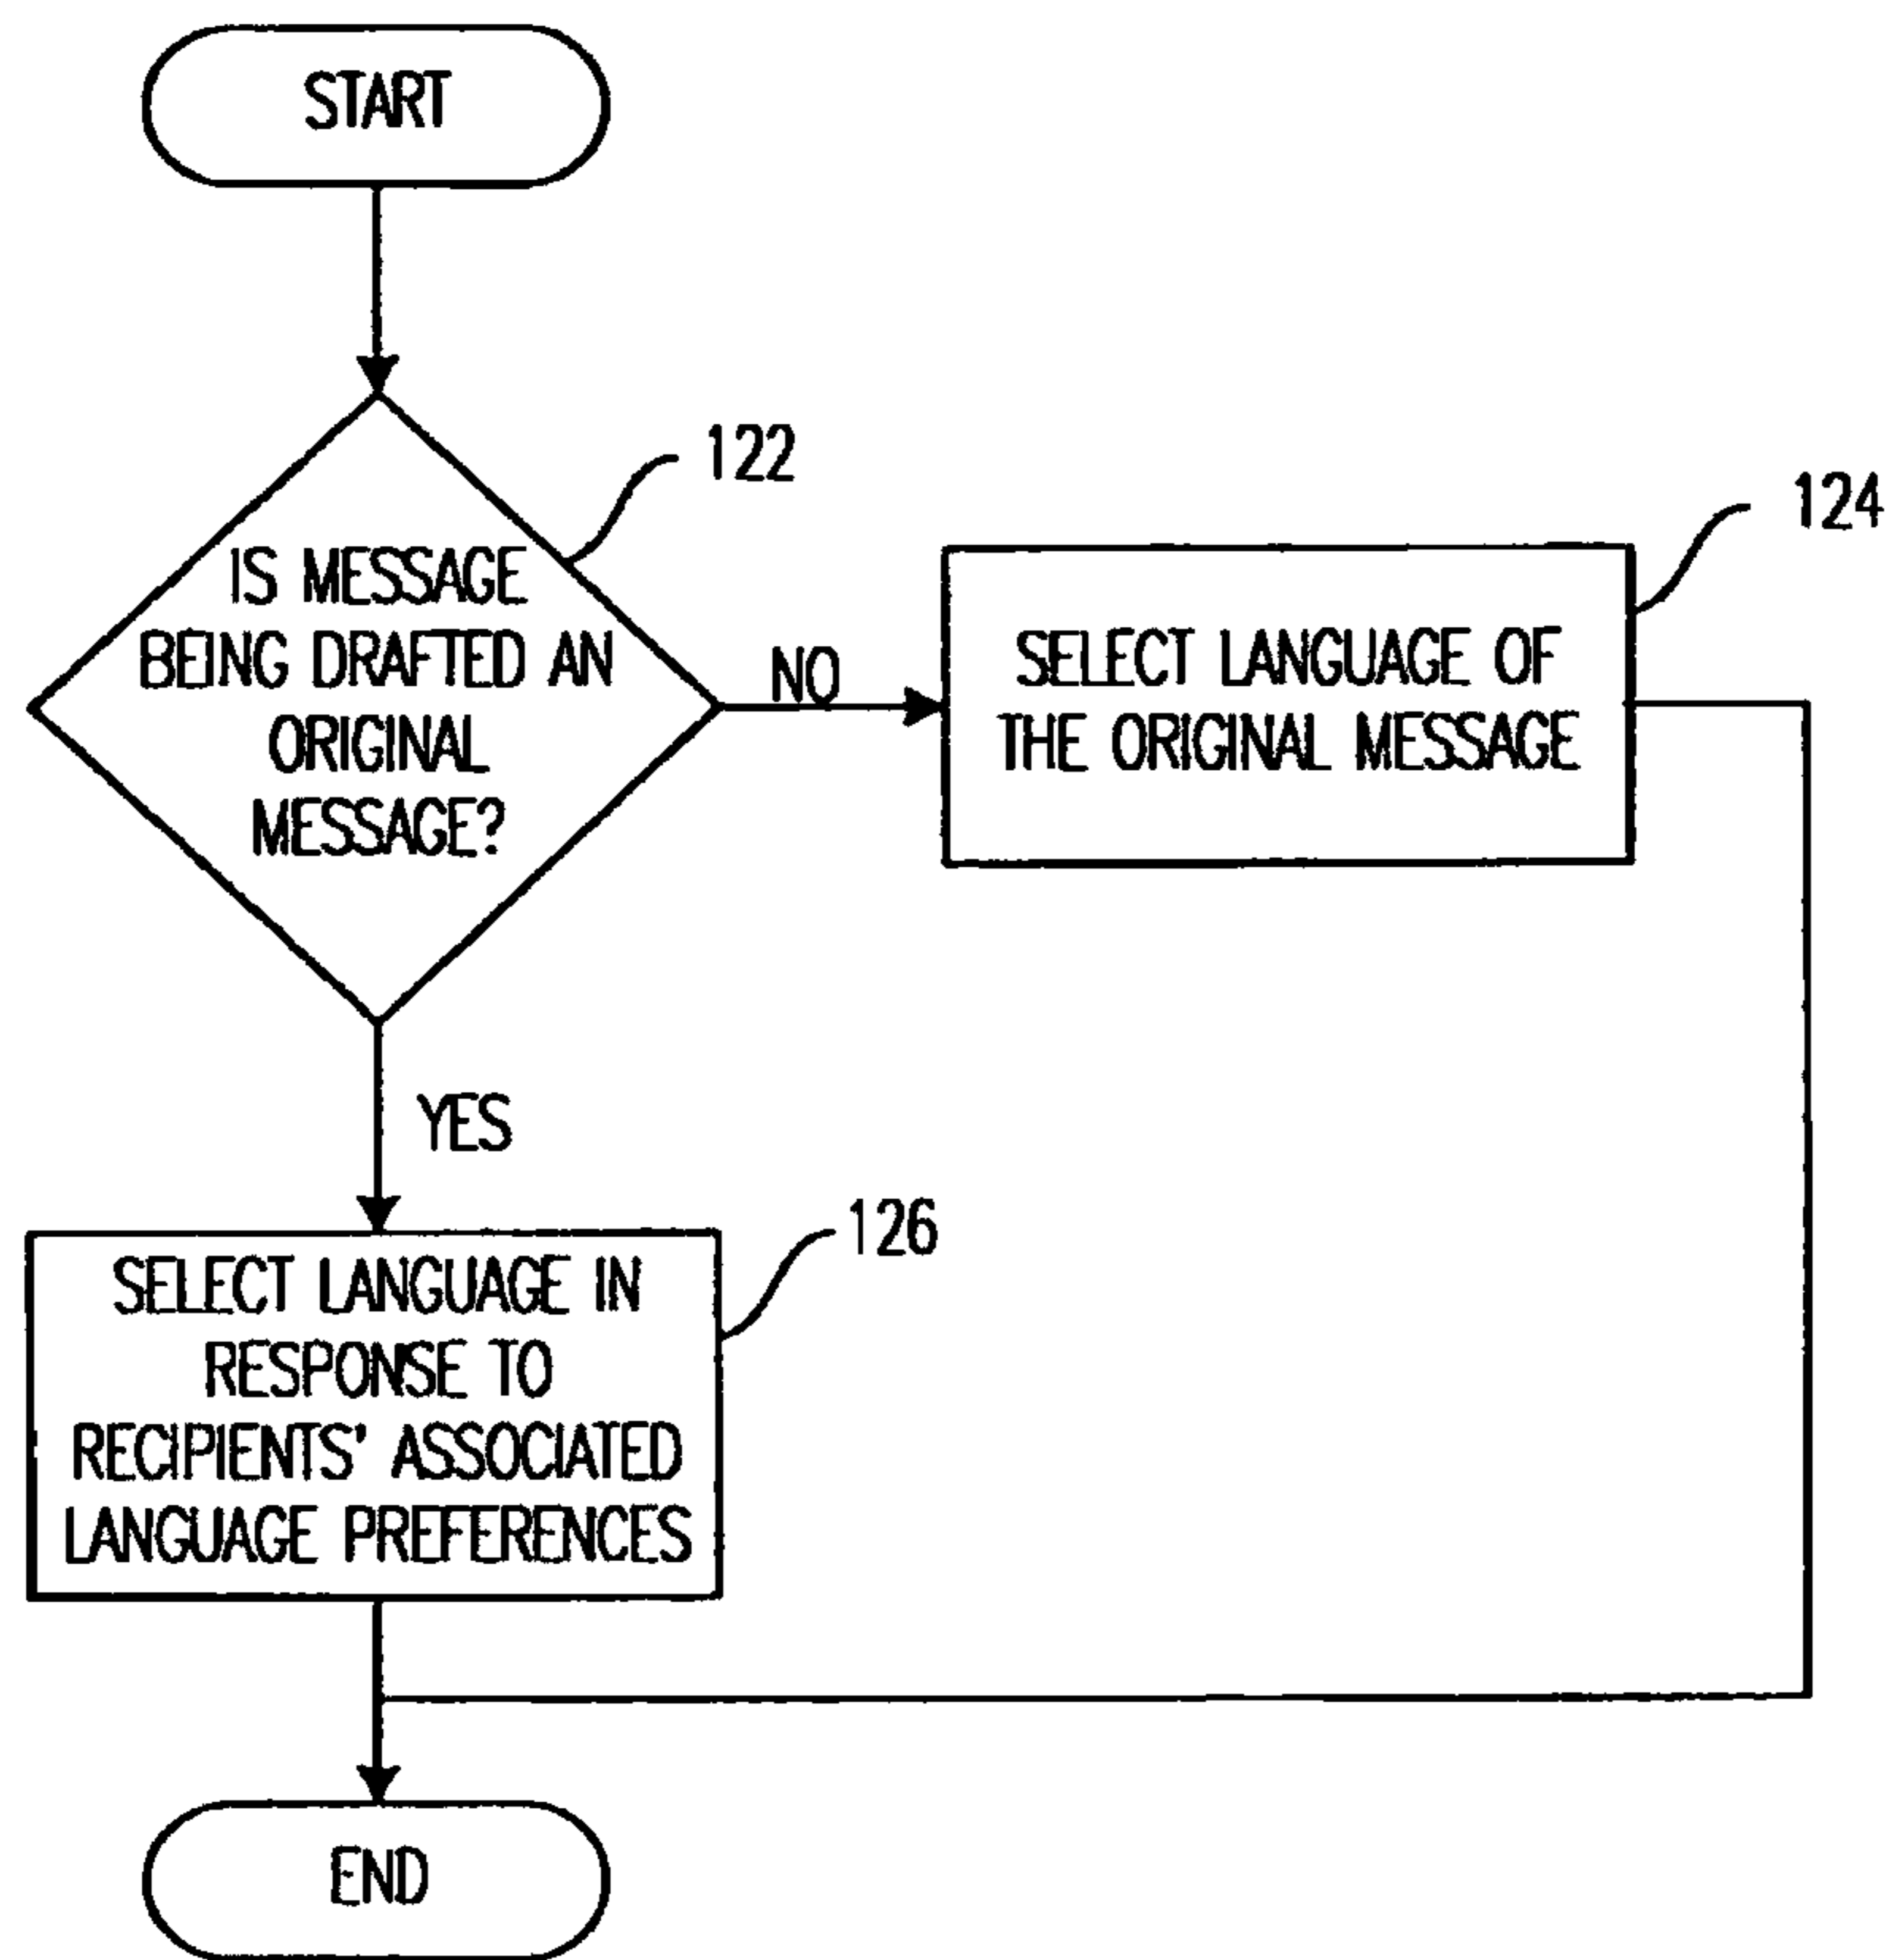 START
122
IS MESSAGE
BEING DRAFTED AN
ORIGINAL
MESSAGE?
NO
124
SELECT LANGUAGE OF
THE ORIGINAL MESSAGE
YES
126
SELECT LANGUAGE IN
RESPONSE TO
RECIPIENTS' ASSOCIATED
LANGUAGE PREFERENCES
END